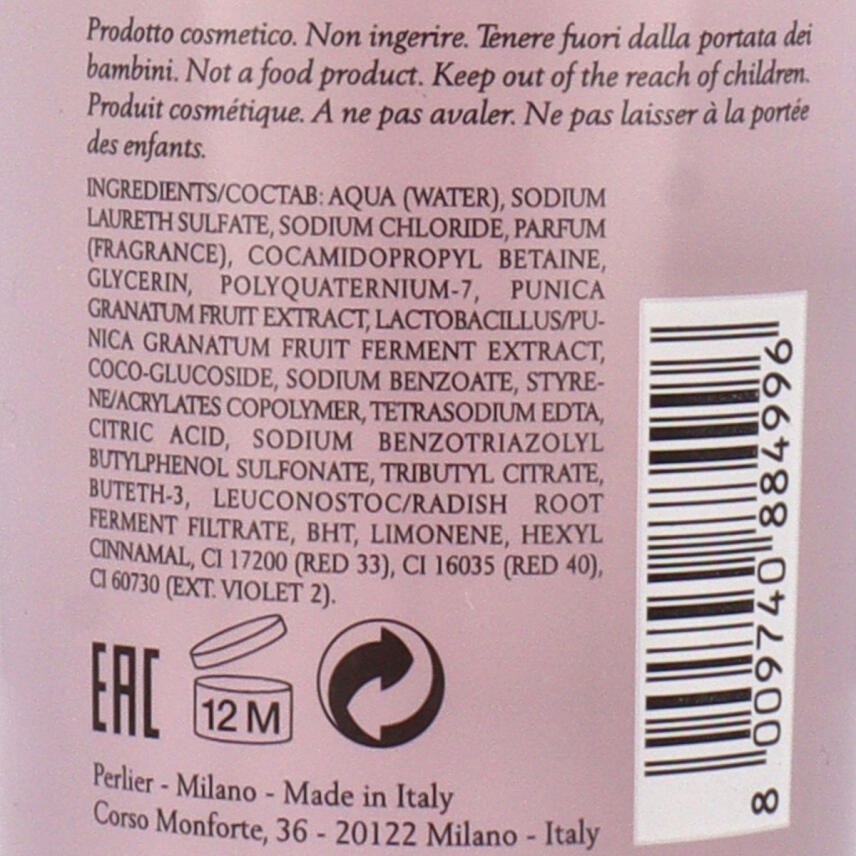 Prodotto cosmetico. Non ingerire. Tenere fuori dalla portata dei
bambini. Not a food product. Keep out of the reach of children.
Produit cosmétique. A ne pas avaler. Ne pas laisser à la portée
des enfants.
INGREDIENTS/COCTAB: AQUA (WATER), SODIUM
LAURETH SULFATE, SODIUM CHLORIDE, PARFUM
(FRAGRANCE), COCAMIDOPROPYL BETAINE,
GLYCERIN, POLYQUATERNIUM-7, PUNICA
GRANATUM FRUIT EXTRACT, LACTOBACILLUS/PU-
NICA GRANATUM FRUIT FERMENT EXTRACT,
COCO-GLUCOSIDE, SODIUM BENZOATE, STYRE-
NE/ACRYLATES COPOLYMER, TETRASODIUM EDTA,
CITRIC ACID, SODIUM BENZOTRIAZOLYL
BUTYLPHENOL SULFONATE, TRIBUTYL CITRATE,
BUTETH-3, LEUCONOSTOC/RADISH ROOT
FERMENT FILTRATE, BHT, LIMONENE, HEXYL
CINNAMAL, CI 17200 (RED 33), CI 16035 (RED 40),
CI 60730 (EXT. VIOLET 2).
EAC
12 M
Perlier - Milano - Made in Italy
Corso Monforte, 36 - 20122 Milano - Italy
8 009740 884996